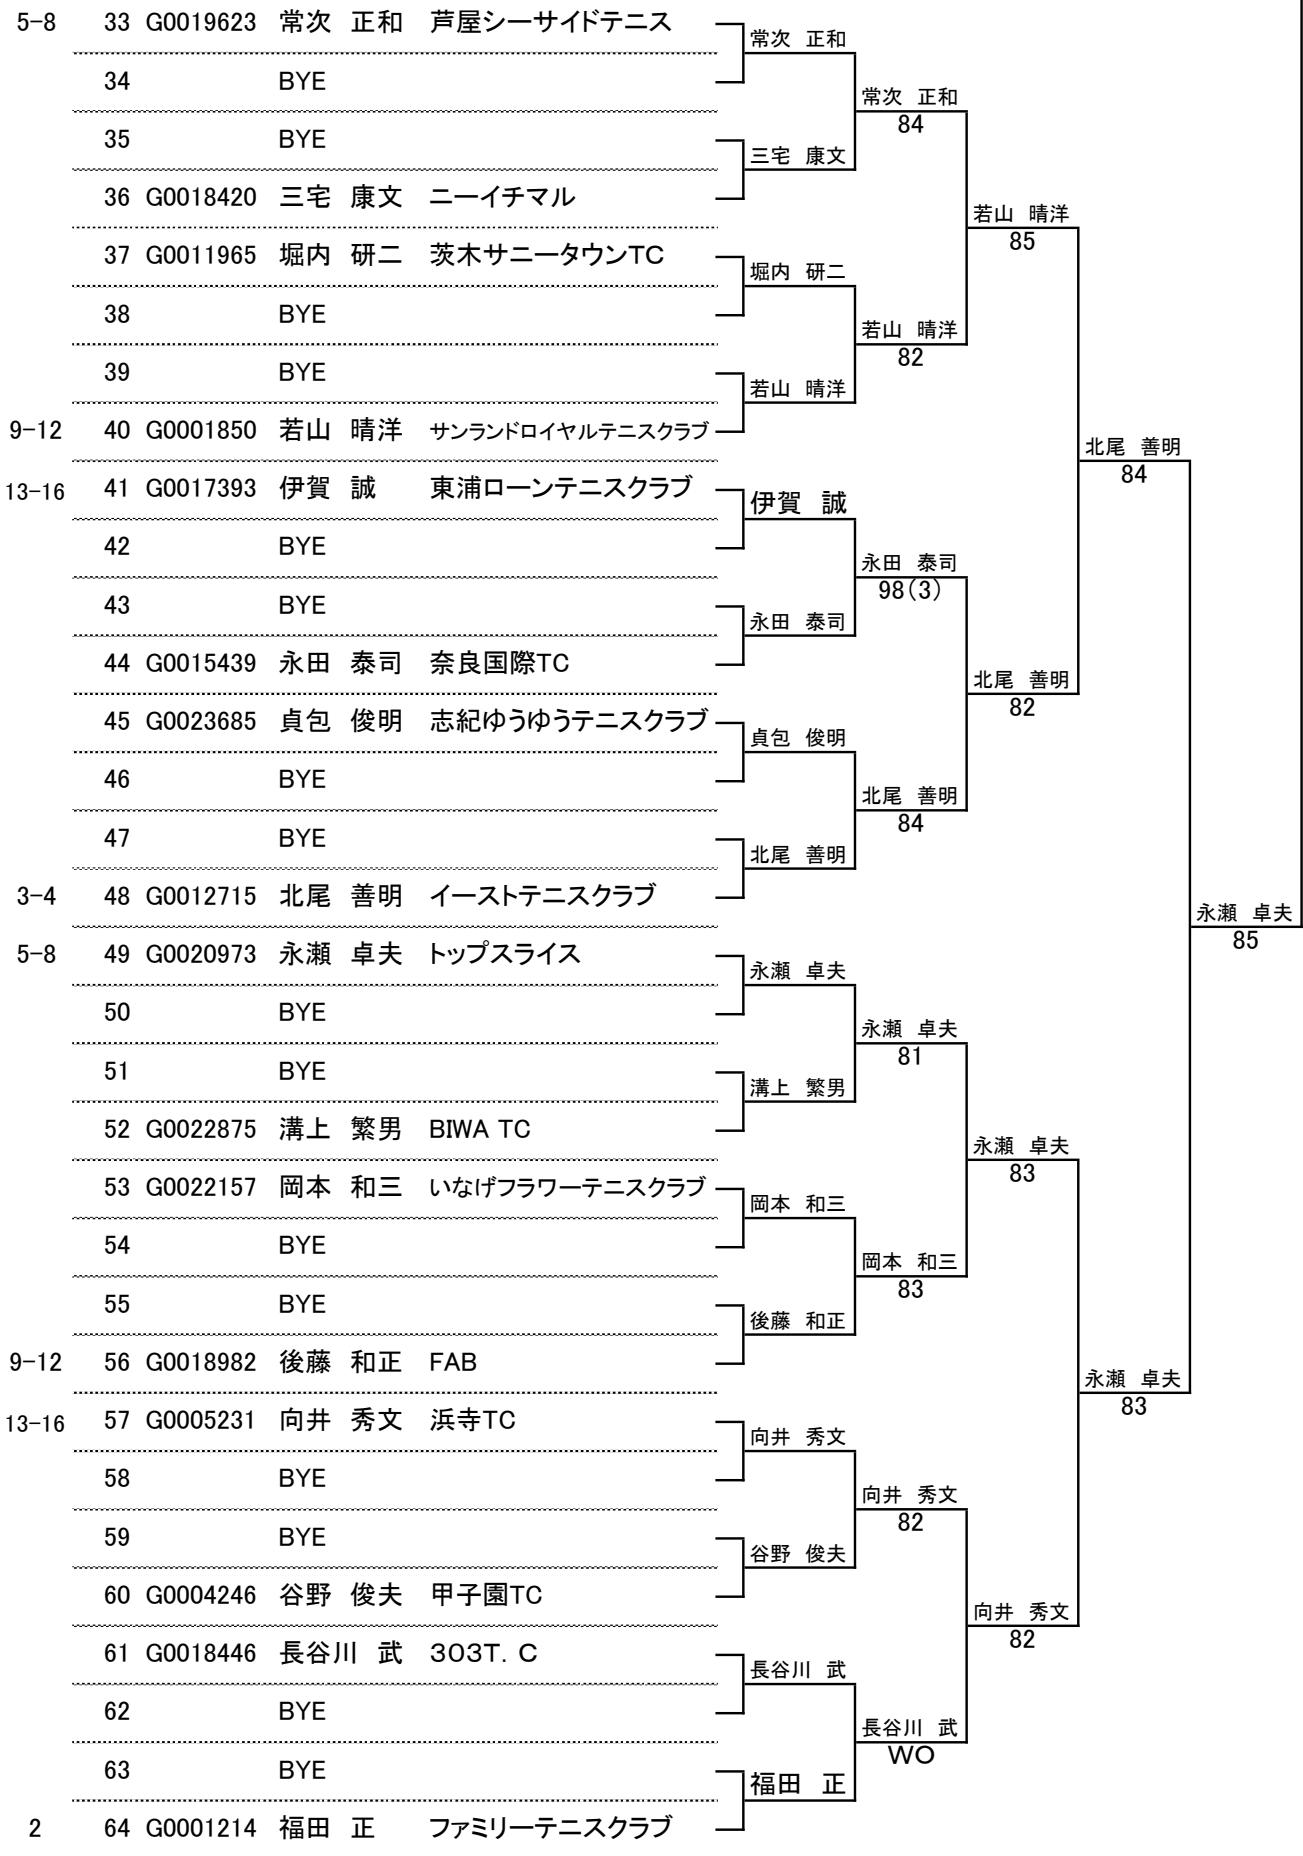 5-8 33 G0019623 常次 正和 芦屋シーサイドテニス
常次 正和
34 BYE
常次 正和
84
35 BYE
三宅 康文
36 G0018420 三宅 康文 ニーイチマル
若山 晴洋
85
37 G0011965 堀内 研二 茨木サニータウンTC
堀内 研二
38 BYE
若山 晴洋
82
39 BYE
若山 晴洋
9-12 40 G0001850 若山 晴洋 サンランドロイヤルテニスクラブ
北尾 善明
84
13-16 41 G0017393 伊賀 誠 東浦ローンテニスクラブ
伊賀 誠
42 BYE
永田 泰司
98(3)
43 BYE
永田 泰司
44 G0015439 永田 泰司 奈良国際TC
北尾 善明
82
45 G0023685 貞包 俊明 志紀ゆうゆうテニスクラブ
貞包 俊明
46 BYE
北尾 善明
84
47 BYE
北尾 善明
3-4 48 G0012715 北尾 善明 イーストテニスクラブ
永瀬 卓夫
85
5-8 49 G0020973 永瀬 卓夫 トップスライス
永瀬 卓夫
50 BYE
永瀬 卓夫
81
51 BYE
溝上 繁男
52 G0022875 溝上 繁男 BIWA TC
永瀬 卓夫
83
53 G0022157 岡本 和三 いなげフラワーテニスクラブ
岡本 和三
54 BYE
岡本 和三
83
55 BYE
後藤 和正
9-12 56 G0018982 後藤 和正 FAB
永瀬 卓夫
83
13-16 57 G0005231 向井 秀文 浜寺TC
向井 秀文
58 BYE
向井 秀文
82
59 BYE
谷野 俊夫
60 G0004246 谷野 俊夫 甲子園TC
向井 秀文
82
61 G0018446 長谷川 武 303T. C
長谷川 武
62 BYE
長谷川 武
WO
63 BYE
福田 正
2 64 G0001214 福田 正 ファミリーテニスクラブ